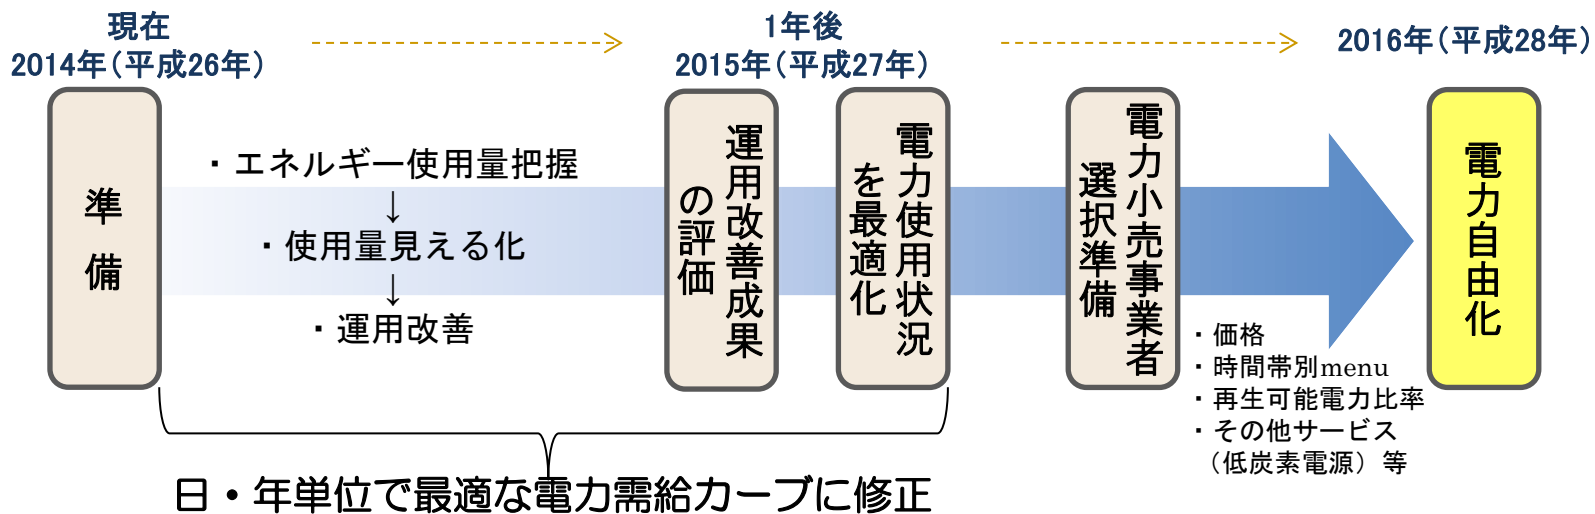 現在
2014年(平成26年)
1年後
2015年(平成27年)
2016年(平成28年)
準備
・エネルギー使用量把握
↓
・使用量見える化
↓
・運用改善
運用改善成果
の評価
電力使用状況
を最適化
電力小売事業者
選択準備
・価格
・時間帯別menu
・再生可能電力比率
・その他サービス
（低炭素電源）等
電力自由化
日・年単位で最適な電力需給カーブに修正